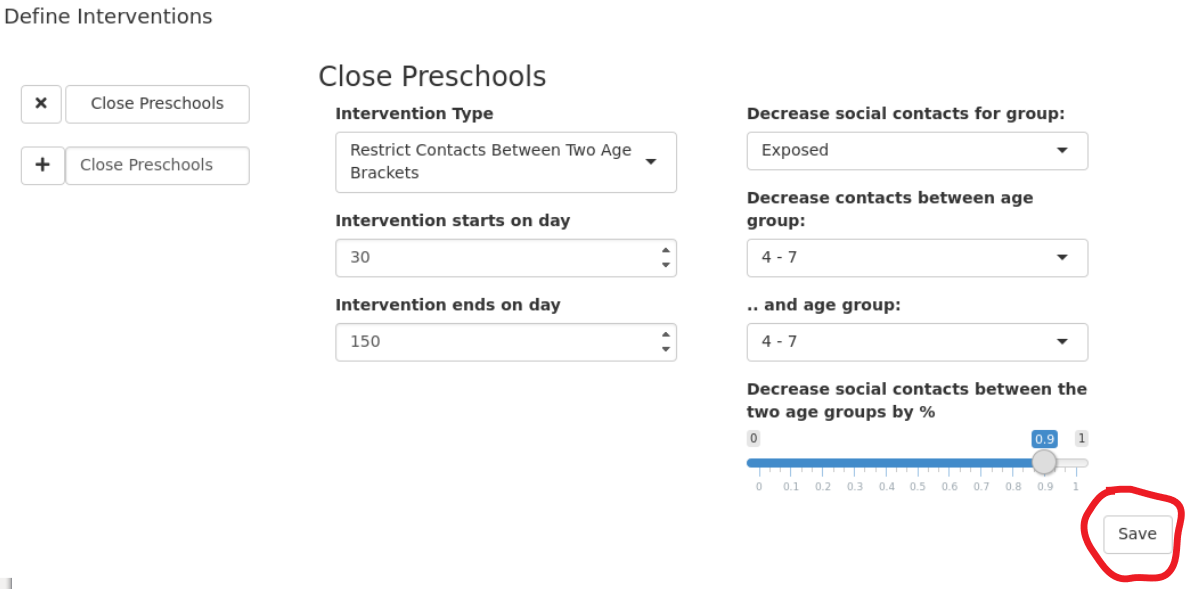 Define Interventions
Close Preschools
Close Preschools
Close Preschools
Intervention Type
Restrict Contacts Between Two Age
Brackets
Intervention starts on day
30
Intervention ends on day
150
Decrease social contacts for group:
Exposed
Decrease contacts between age
group:
4 - 7
.. and age group:
4 - 7
Decrease social contacts between the
two age groups by %
0 0.9 1
0 0.1 0.2 0.3 0.4 0.5 0.6 0.7 0.8 0.9 1
Save